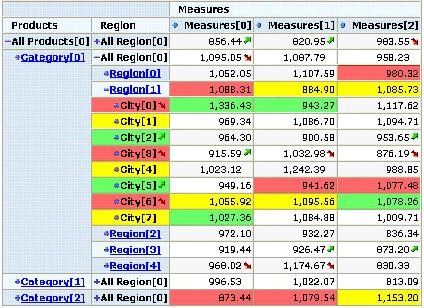 Measures
Products Region Measures[0] Measures[1] Measures[2]
All Products[0] All Region[0] 856.44 820.95 983.55
Category[0] All Region[0] 1,095.05 1,087.79 958.23
Region[0] 1,052.05 1,107.59 980.32
Region[1] 1,088.31 884.90 1,085.73
City[0] 1,336.43 943.27 1,117.62
City[1] 969.34 1,086.70 1,094.71
City[2] 964.30 900.58 953.65
City[3] 915.59 1,032.98 876.19
City[4] 1,023.12 1,242.39 988.85
City[5] 949.16 941.62 1,077.48
City[6] 1,055.92 1,095.56 1,078.26
City[7] 1,027.36 1,084.88 1,009.71
Region[2] 972.10 932.27 836.34
Region[3] 919.44 926.47 873.20
Region[4] 968.02 1,174.67 830.33
Category[1] All Region[0] 996.53 1,022.07 813.09
Category[2] All Region[0] 873.44 1,079.54 1,153.20